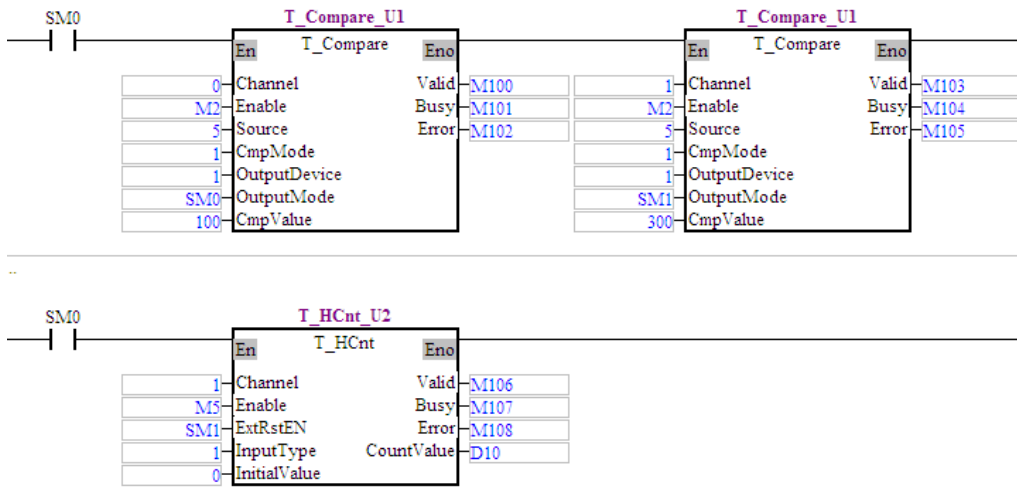 SM0 T_Compare_U1 T_Compare_U1
En T_Compare Eno En T_Compare Eno
0 Channel Valid M100 1 Channel Valid M103
M2 Enable Busy M101 M2 Enable Busy M104
5 Source Error M102 5 Source Error M105
1 CmpMode 1 CmpMode
1 OutputDevice 1 OutputDevice
SM0 OutputMode SM1 OutputMode
100 CmpValue 300 CmpValue
SM0 T_HCnt_U2
En T_HCnt Eno
1 Channel Valid M106
M5 Enable Busy M107
SM1 ExtRstEN Error M108
1 InputType CountValue D10
0 InitialValue